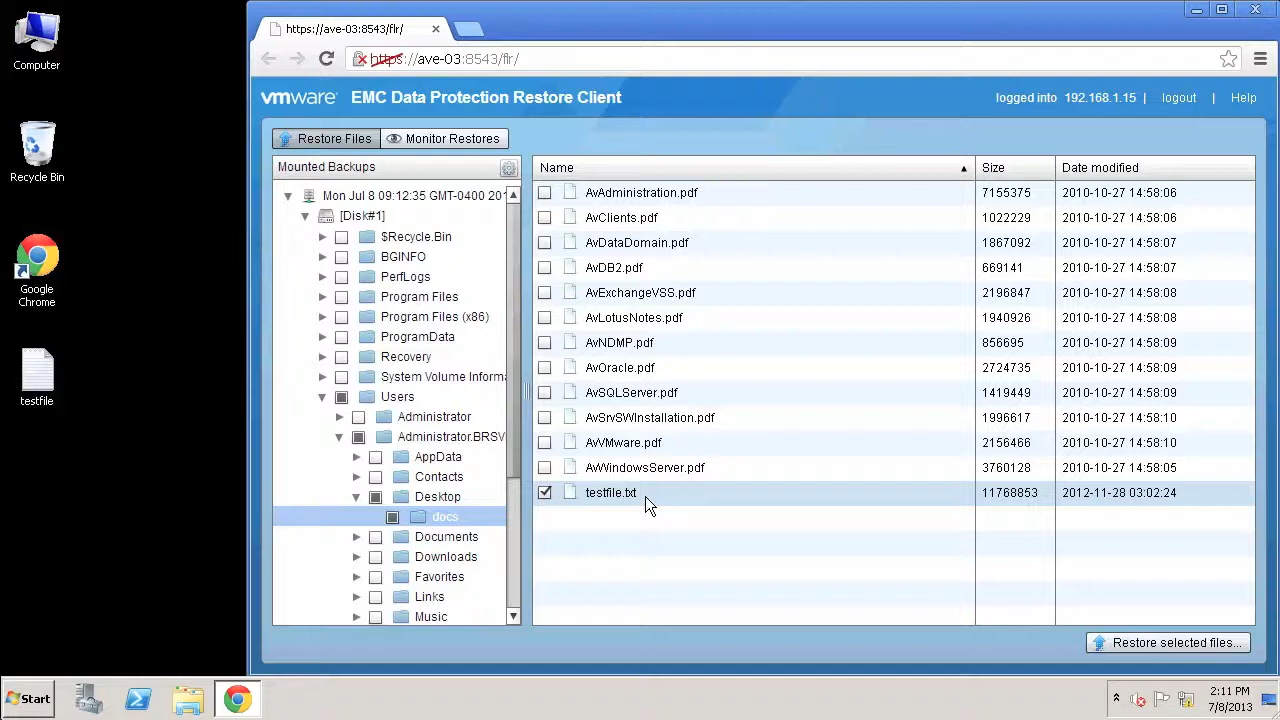 Computer
Recycle Bin
Google
Chrome
testfile
https://ave-03:8543/flr/
https://ave-03:8543/flr/
vmware EMC Data Protection Restore Client
logged into 192.168.1.15 | logout | Help
Restore Files Monitor Restores
Mounted Backups
Mon Jul 8 09:12:35 GMT-0400 201
[Disk#1]
$Recycle.Bin
BGINFO
PerfLogs
Program Files
Program Files (x86)
ProgramData
Recovery
System Volume Informa
Users
Administrator
Administrator.BRSV
AppData
Contacts
Desktop
docs
Documents
Downloads
Favorites
Links
Music
Name Size Date modified
AvAdministration.pdf 7155375 2010-10-27 14:58:06
AvClients.pdf 1022229 2010-10-27 14:58:06
AvDataDomain.pdf 1867092 2010-10-27 14:58:07
AvDB2.pdf 669141 2010-10-27 14:58:07
AvExchangeVSS.pdf 2196847 2010-10-27 14:58:08
AvLotusNotes.pdf 1940926 2010-10-27 14:58:08
AvNDMP.pdf 856695 2010-10-27 14:58:09
AvOracle.pdf 2727735 2010-10-27 14:58:09
AvSQLServer.pdf 1419449 2010-10-27 14:58:09
AvSrvSWInstallation.pdf 1996617 2010-10-27 14:58:10
AvVMware.pdf 2156466 2010-10-27 14:58:10
AvWindowsServer.pdf 3760128 2010-10-27 14:58:05
testfile.txt 11768853 2012-11-28 03:02:24
Restore selected files...
Start
2:11 PM
7/8/2013